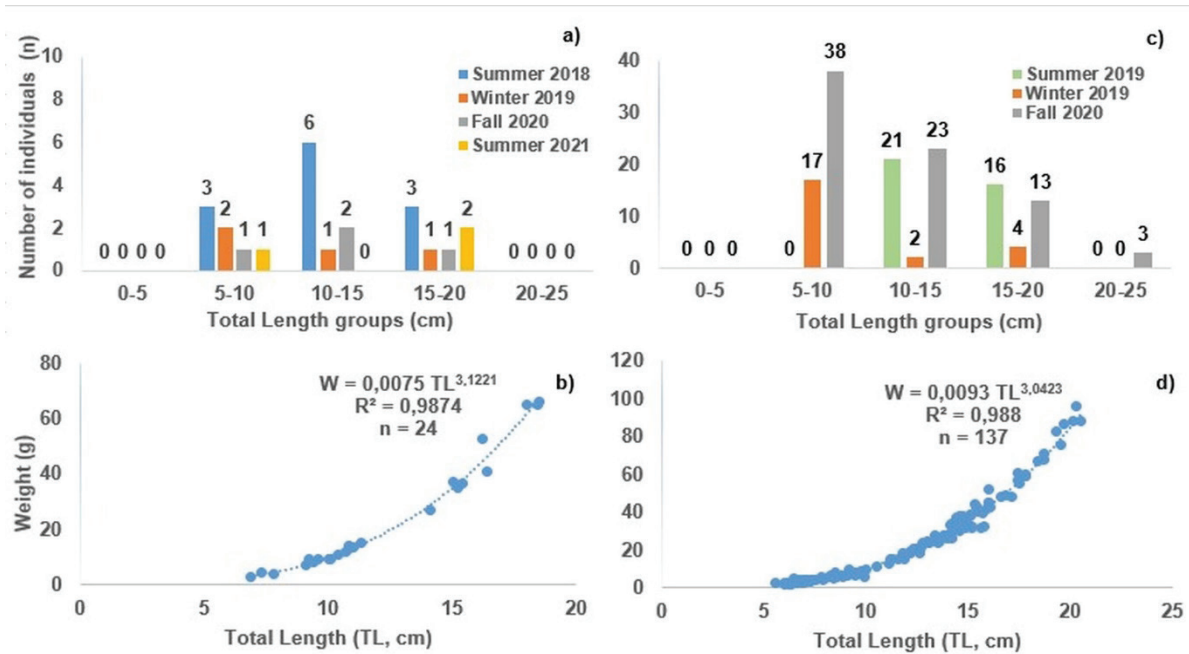 a)
Number of individuals (n)
10
8
6
4
2
0
Summer 2018
Winter 2019
Fall 2020
Summer 2021
0 0 0 0
3 2 1 1
6 1 2 0
3 1 1 2
0 0 0 0
0-5 5-10 10-15 15-20 20-25
Total Length groups (cm)
c)
40
30
20
10
0
Summer 2019
Winter 2019
Fall 2020
0 0 0
0 17 38
21 2 23
16 4 13
0 0 3
0-5 5-10 10-15 15-20 20-25
Total Length groups (cm)
b)
Weight (g)
80
60
40
20
0
W = 0,0075 TL3,1221
R² = 0,9874
n = 24
0 5 10 15 20
Total Length (TL, cm)
d)
120
100
80
60
40
20
0
W = 0,0093 TL3,0423
R² = 0,988
n = 137
0 5 10 15 20 25
Total Length (TL, cm)